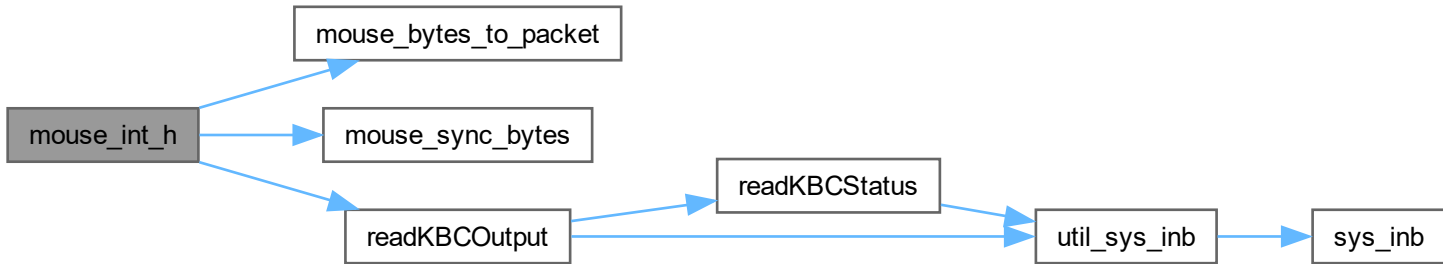 mouse_bytes_to_packet
mouse_int_h
mouse_sync_bytes
readKBCStatus
readKBCOutput
util_sys_inb
sys_inb